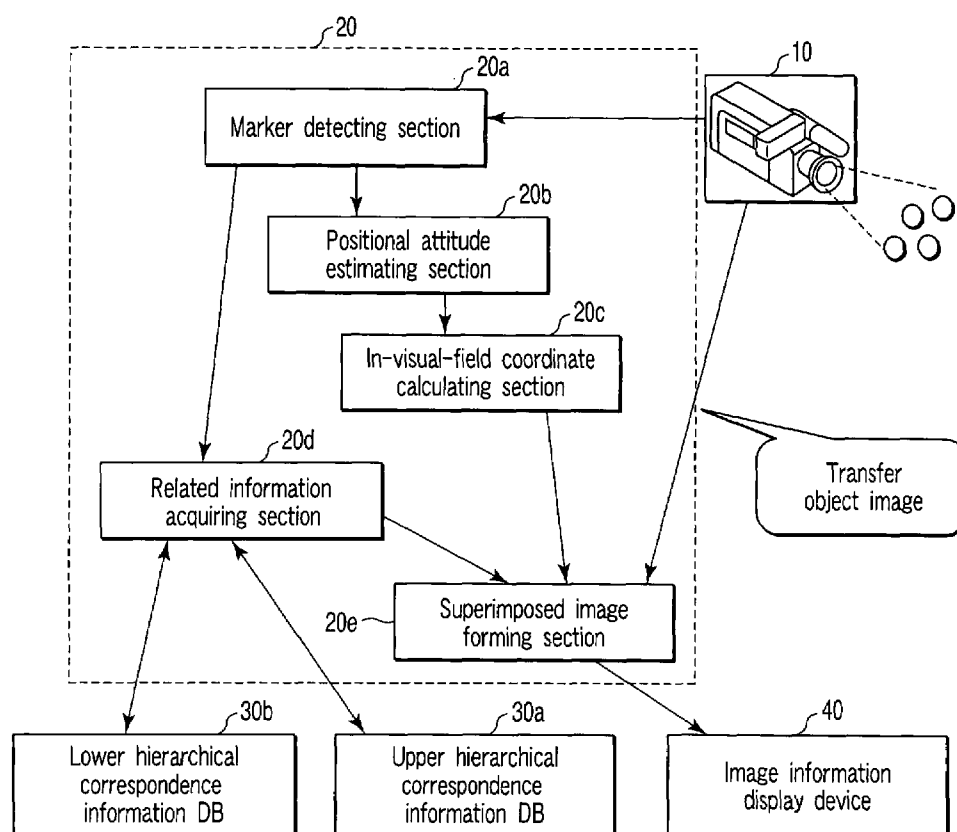 20
10
20a
Marker detecting section
20b
Positional attitude
estimating section
20c
In-visual-field coordinate
calculating section
20d
Related information
acquiring section
Transfer
object image
20e
Superimposed image
forming section
30b
Lower hierarchical
correspondence
information DB
30a
Upper hierarchical
correspondence
information DB
40
Image information
display device